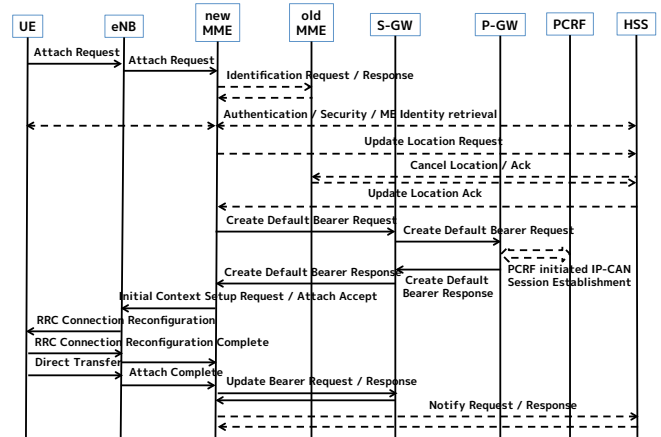 UE
eNB
new
MME
old
MME
S-GW
P-GW
PCRF
HSS
Attach Request
Attach Request
Identification Request / Response
Authentication / Security / ME Identity retrieval
Update Location Request
Cancel Location / Ack
Update Location Ack
Create Default Bearer Request
Create Default Bearer Request
PCRF initiated IP-CAN
Session Establishment
Create Default Bearer Response
Create Default
Bearer Response
Initial Context Setup Request / Attach Accept
RRC Connection Reconfiguration
RRC Connection Reconfiguration Complete
Direct Transfer
Attach Complete
Update Bearer Request / Response
Notify Request / Response